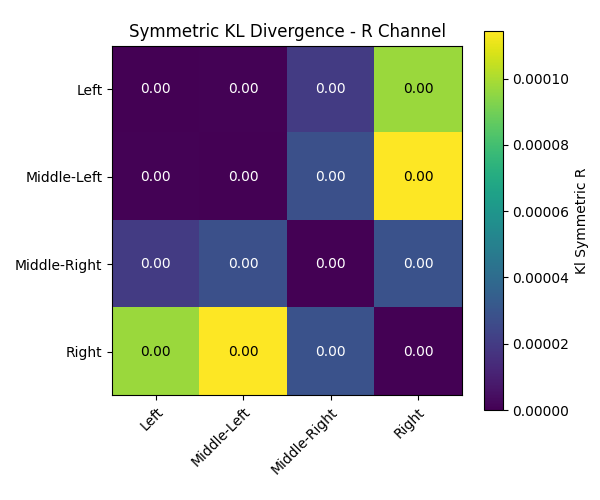 Symmetric KL Divergence - R Channel
Left
0.00 0.00 0.00 0.00
Middle-Left
0.00 0.00 0.00 0.00
Middle-Right
0.00 0.00 0.00 0.00
Right
0.00 0.00 0.00 0.00
Left
Middle-Left
Middle-Right
Right
0.00010
0.00008
0.00006
0.00004
0.00002
0.00000
Kl Symmetric R